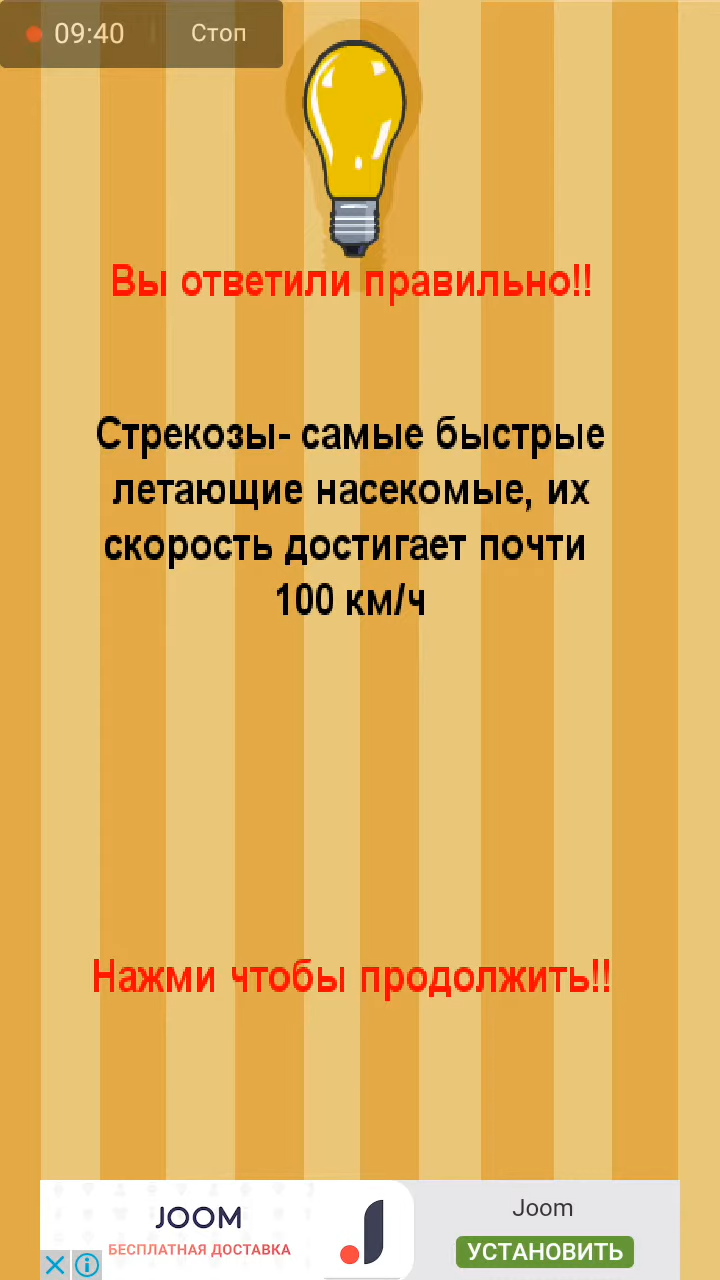 09:40 Стоп
Вы ответили правильно!!
Стрекозы- самые быстрые
летающие насекомые, их
скорость достигает почти
100 км/ч
Нажми чтобы продолжить!!
JOOM
БЕСПЛАТНАЯ ДОСТАВКА
Joom
УСТАНОВИТЬ